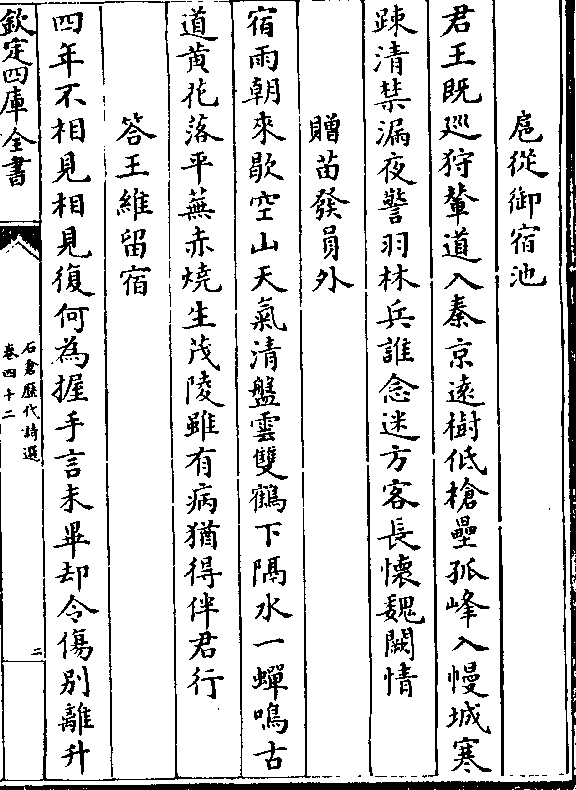 扈從御宿池
君王既廵狩輦道入秦京逺樹低槍壘孤峰入幔城寒
踈清禁漏夜警羽林兵誰念迷方客長懷魏闕情
贈苗發員外
宿雨朝來歇空山天氣清盤雲雙鶴下隔水一蟬鳴古
道黄花落平蕪赤燒生茂陵雖有病猶得伴君行
答王維留宿
四年不相見相見復何為握手言未畢却令傷別離升
欽定四庫全書
石倉歴代詩選
卷四十二
二